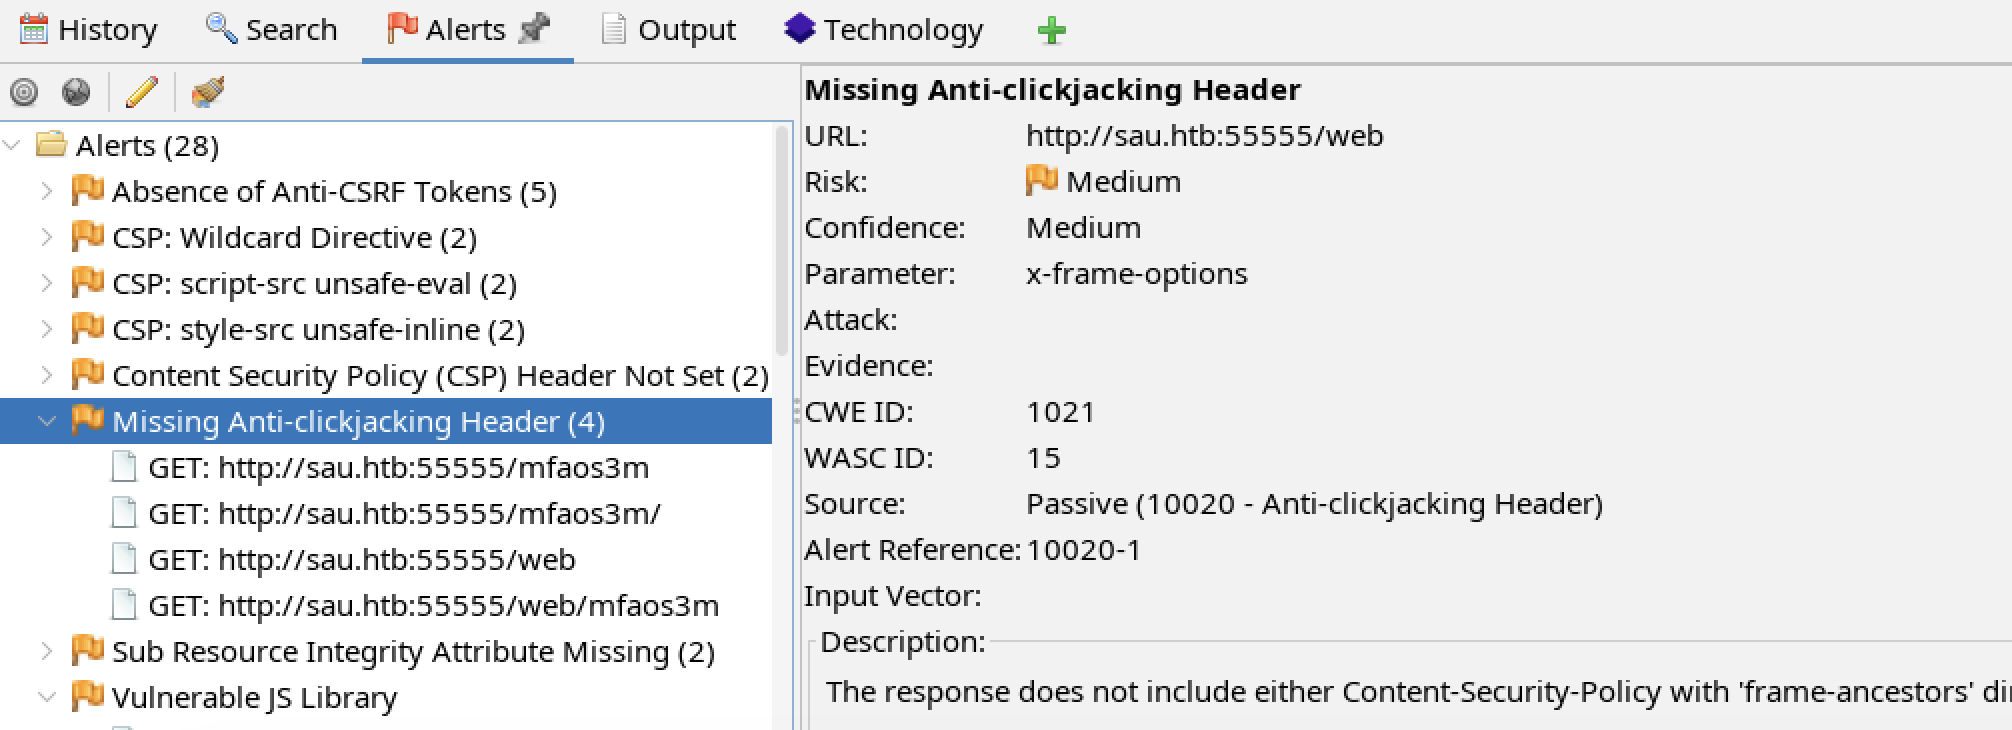 History Search Alerts Output Technology
Alerts (28)
Absence of Anti-CSRF Tokens (5)
CSP: Wildcard Directive (2)
CSP: script-src unsafe-eval (2)
CSP: style-src unsafe-inline (2)
Content Security Policy (CSP) Header Not Set (2)
Missing Anti-clickjacking Header (4)
GET: http://sau.htb:55555/mfaos3m
GET: http://sau.htb:55555/mfaos3m/
GET: http://sau.htb:55555/web
GET: http://sau.htb:55555/web/mfaos3m
Sub Resource Integrity Attribute Missing (2)
Vulnerable JS Library
Missing Anti-clickjacking Header
URL: http://sau.htb:55555/web
Risk: Medium
Confidence: Medium
Parameter: x-frame-options
Attack:
Evidence:
CWE ID: 1021
WASC ID: 15
Source: Passive (10020 - Anti-clickjacking Header)
Alert Reference: 10020-1
Input Vector:
Description:
The response does not include either Content-Security-Policy with 'frame-ancestors'